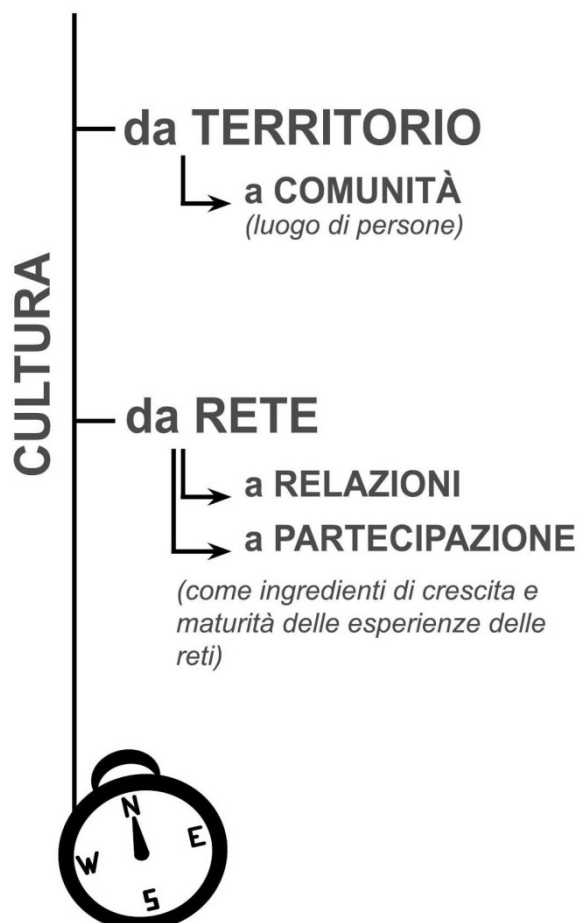 CULTURA
da TERRITORIO
a COMUNITÀ
(luogo di persone)
da RETE
a RELAZIONI
a PARTECIPAZIONE
(come ingredienti di crescita e
maturità delle esperienze delle
reti)
N
W
E
S